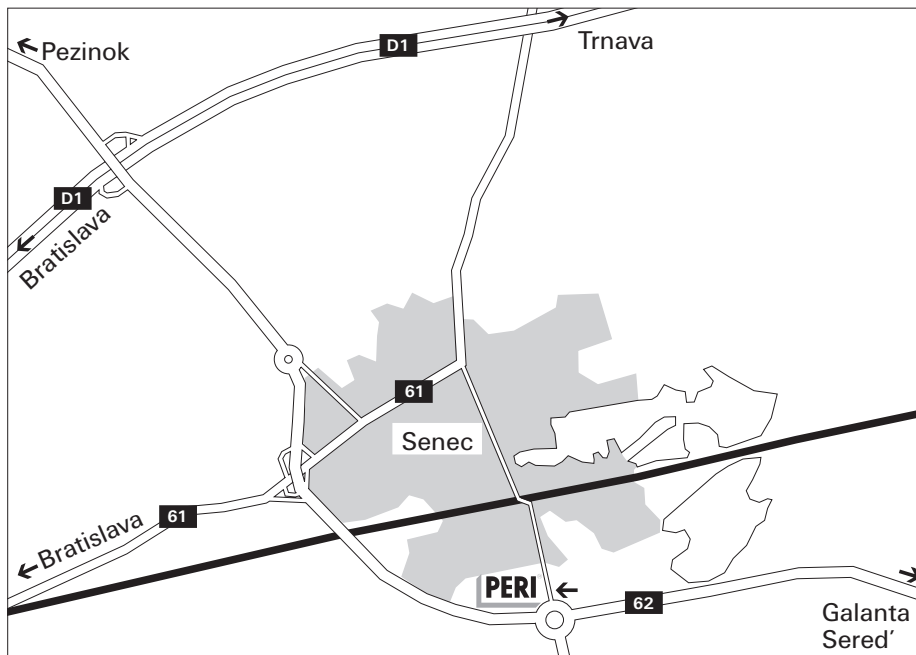 Pezinok
D1
Trnava
D1
Bratislava
61
Senec
61
Bratislava
PERI
62
Galanta
Sered′